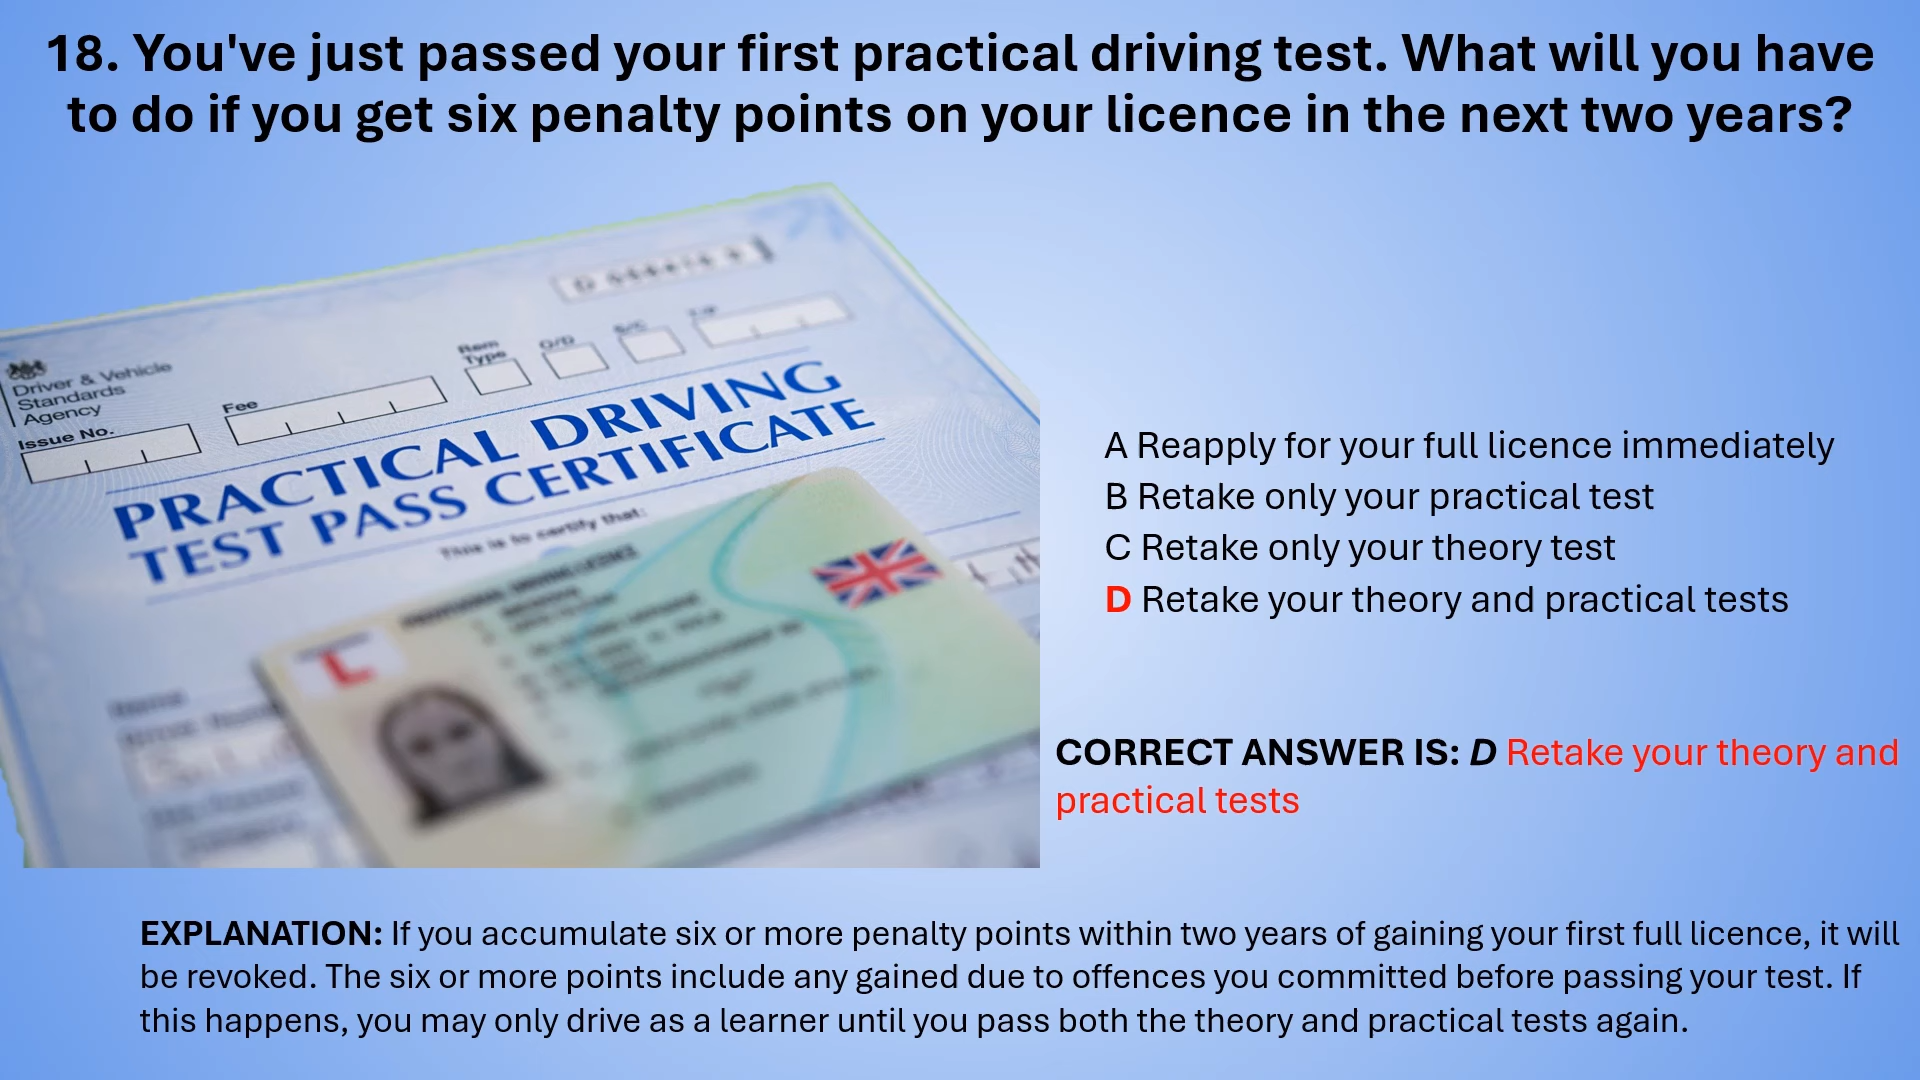 18. You've just passed your first practical driving test. What will you have
to do if you get six penalty points on your licence in the next two years?
Driver & Vehicle
Standards
Agency
Issue No.
Fee
Rem
Type
D/D
S/C
PRACTICAL DRIVING
TEST PASS CERTIFICATE
This is to certify that:
L
Name
A Reapply for your full licence immediately
B Retake only your practical test
C Retake only your theory test
D Retake your theory and practical tests
CORRECT ANSWER IS: D Retake your theory and
practical tests
EXPLANATION: If you accumulate six or more penalty points within two years of gaining your first full licence, it will
be revoked. The six or more points include any gained due to offences you committed before passing your test. If
this happens, you may only drive as a learner until you pass both the theory and practical tests again.